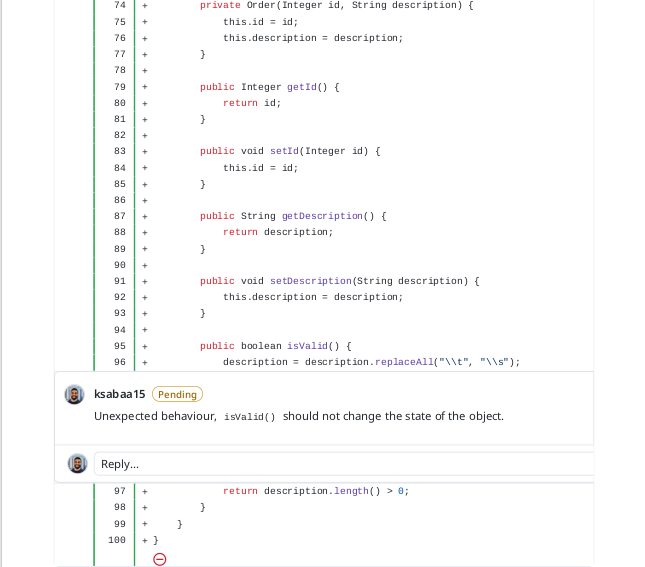 74 + private Order(Integer id, String description) {
75 + this.id = id;
76 + this.description = description;
77 + }
78 +
79 + public Integer getId() {
80 + return id;
81 + }
82 +
83 + public void setId(Integer id) {
84 + this.id = id;
85 + }
86 +
87 + public String getDescription() {
88 + return description;
89 + }
90 +
91 + public void setDescription(String description) {
92 + this.description = description;
93 + }
94 +
95 + public boolean isValid() {
96 + description = description.replaceAll("\\t", "\\s");
ksabaa15 Pending
Unexpected behaviour, isValid() should not change the state of the object.
Reply...
97 + return description.length() > 0;
98 + }
99 + }
100 + }